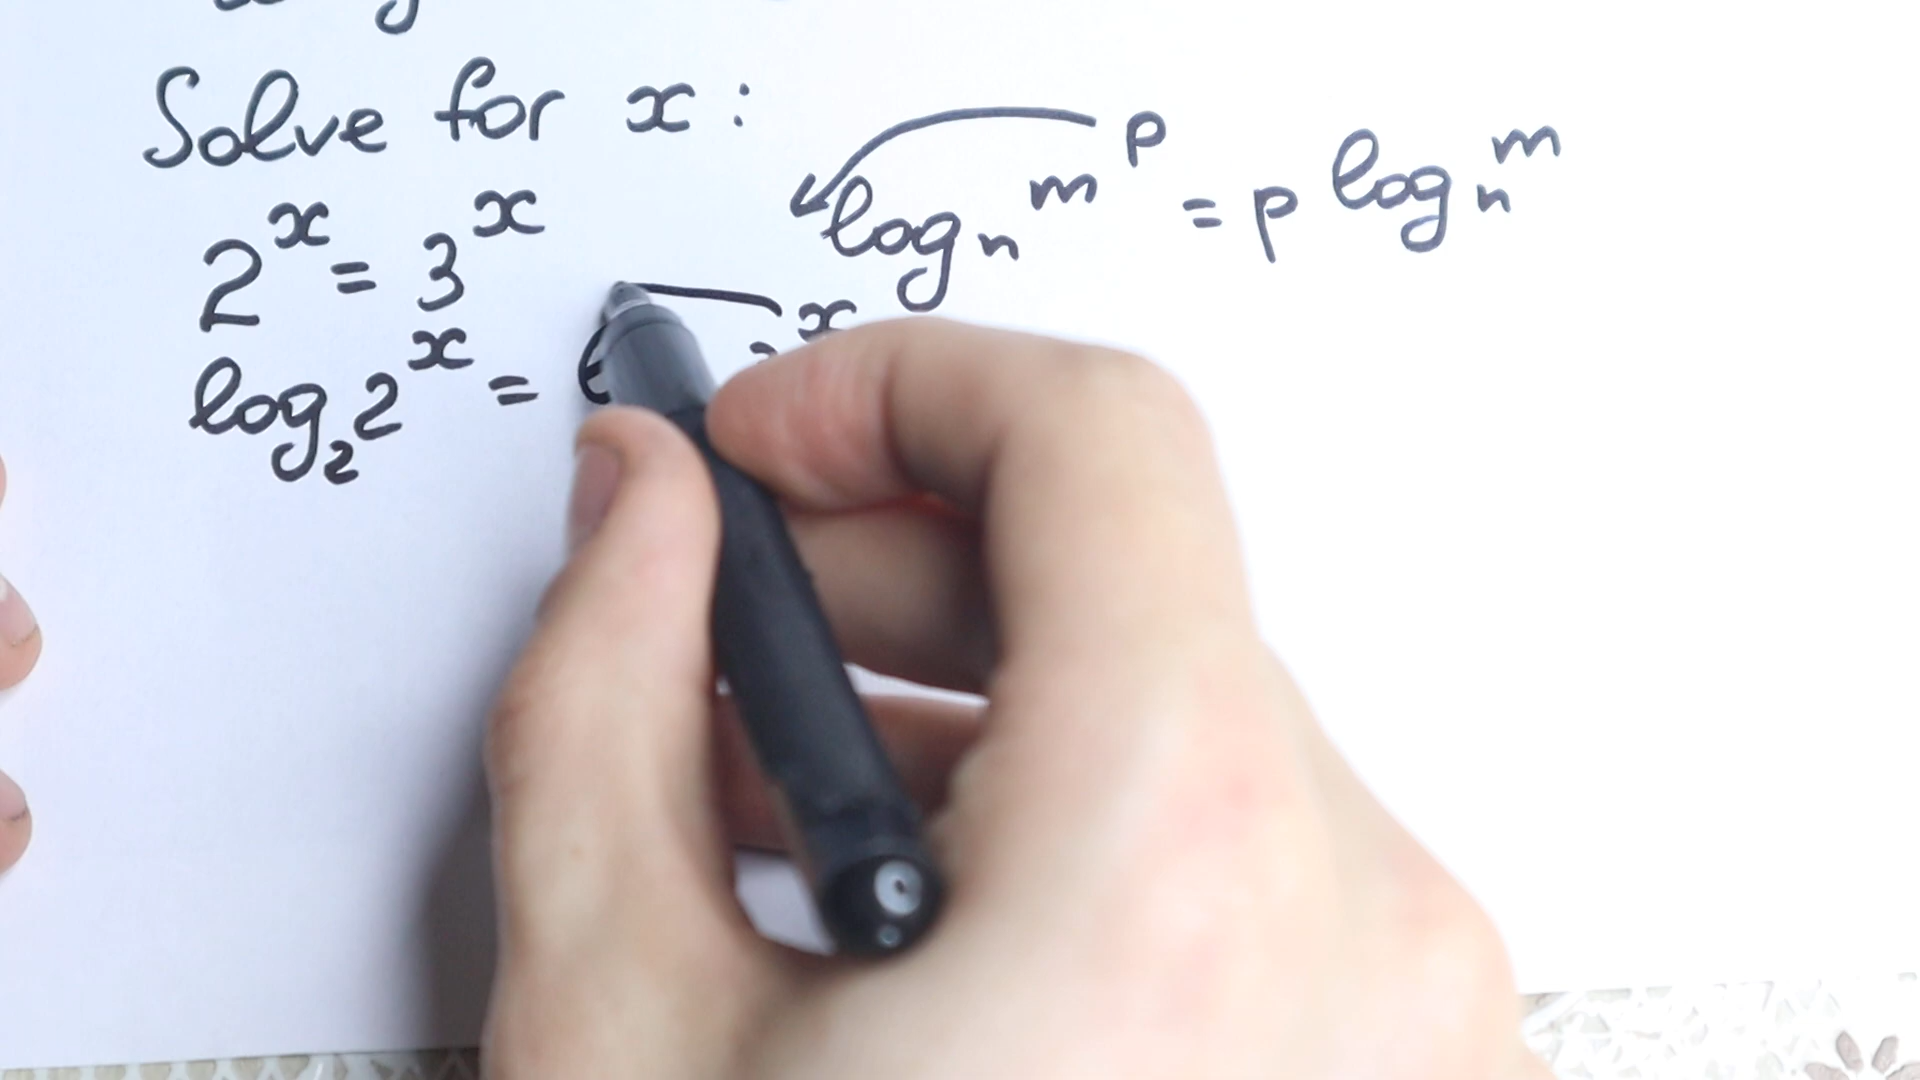 Solve for x:
2^x = 3^x
log_n m^p = p log_n m
log_2 2^x =
x